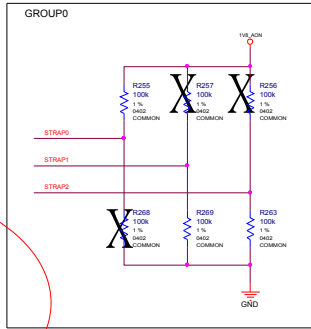 GROUP0
1V8_AON
R255
100k
1 %
0402
COMMON
R257
100k
1 %
0402
COMMON
R256
100k
1 %
0402
COMMON
STRAP0
STRAP1
STRAP2
R268
100k
1 %
0402
COMMON
R269
100k
1 %
0402
COMMON
R263
100k
1 %
0402
COMMON
GND